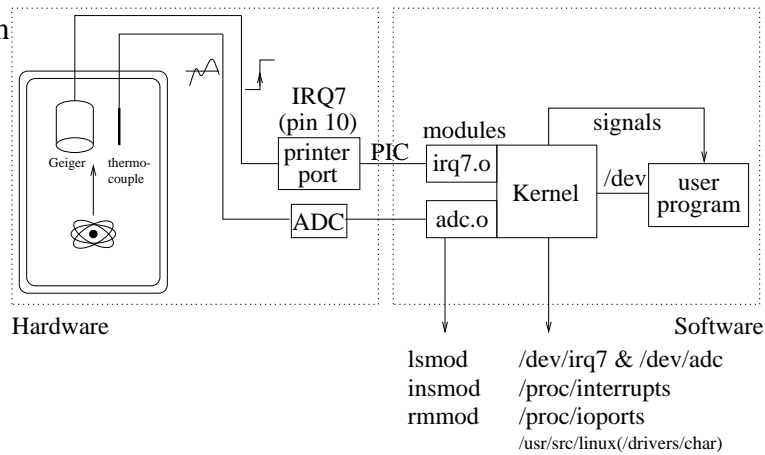 n
IRQ7
(pin 10)
printer
port
PIC
modules
irq7.o
signals
Kernel
/dev
user
program
Geiger
thermo-
couple
ADC
adc.o
Hardware
Software
lsmod
/dev/irq7 & /dev/adc
insmod
/proc/interrupts
rmmod
/proc/ioports
/usr/src/linux(/drivers/char)